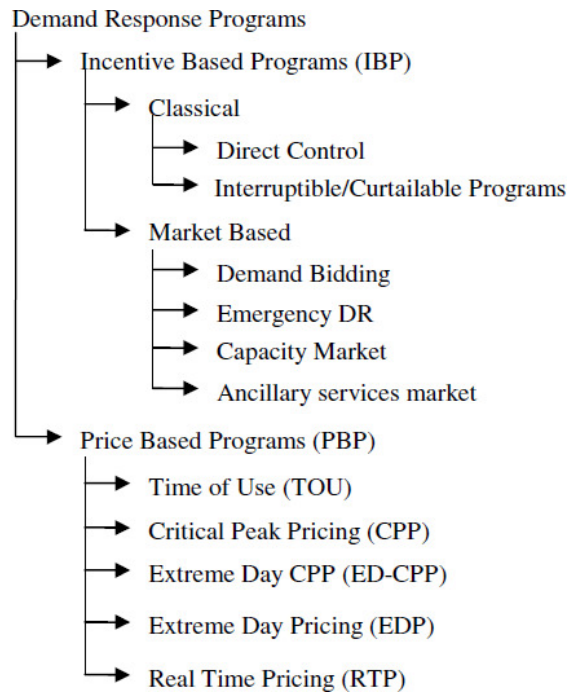 Demand Response Programs
Incentive Based Programs (IBP)
Classical
Direct Control
Interruptible/Curtailable Programs
Market Based
Demand Bidding
Emergency DR
Capacity Market
Ancillary services market
Price Based Programs (PBP)
Time of Use (TOU)
Critical Peak Pricing (CPP)
Extreme Day CPP (ED-CPP)
Extreme Day Pricing (EDP)
Real Time Pricing (RTP)